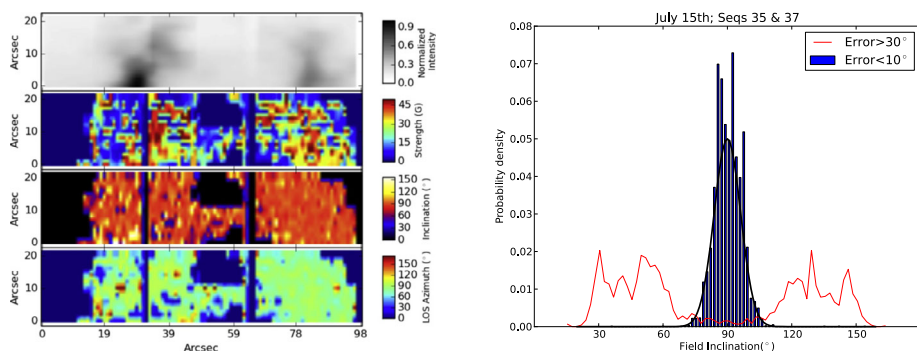 Arcsec
20
10
0
0.9
0.6
0.3
0.0
Normalized
Intensity
Arcsec
20
10
0
45
30
15
0
Strength (G)
Arcsec
20
10
0
150
120
90
60
30
0
Inclination (°)
Arcsec
20
10
0
150
120
90
60
30
0
LOS Azimuth (°)
0 19 39 59 78 98
Arcsec
July 15th; Seqs 35 & 37
Error>30°
Error<10°
Probability density
0.08
0.07
0.06
0.05
0.04
0.03
0.02
0.01
0.00
30 60 90 120 150
Field Inclination(°)